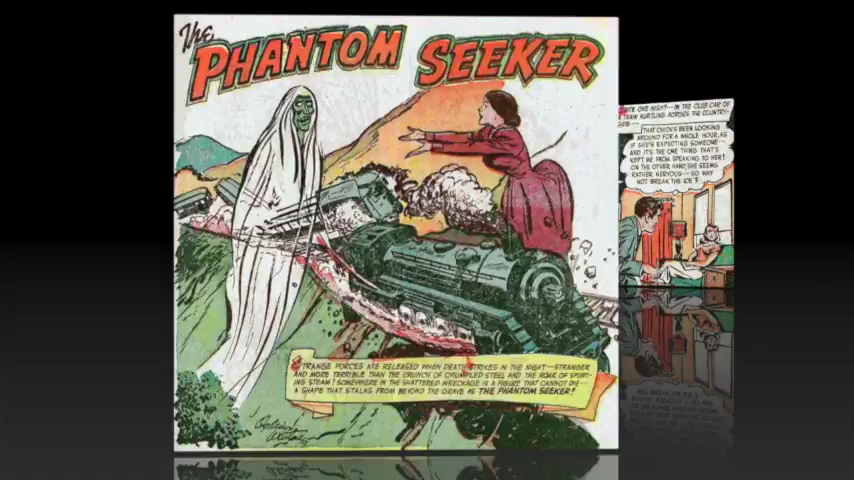 The
PHANTOM SEEKER
STRANGE FORCES ARE RELEASED WHEN DEATH STRIKES IN THE NIGHT--STRANGER
AND MORE TERRIBLE THAN THE CRUNCH OF CRUMPLED STEEL AND THE ROAR OF SPURT-
ING STEAM! SOMEWHERE IN THE SHATTERED WRECKAGE IS A FIGURE THAT CANNOT DIE--
A SHAPE THAT STALKS FROM BEYOND THE GRAVE AS THE PHANTOM SEEKER!
LATE ONE NIGHT--IN THE CLUB CAR OF
A TRAIN HURTLING ACROSS THE COUNTRY-
SIDE--
THAT CHICK'S BEEN LOOKING
AROUND FOR A WHOLE HOUR, AS
IF SHE'S EXPECTING SOMEONE--
AND IT'S THE ONE THING THAT'S
KEPT ME FROM SPEAKING TO HER!
ON THE OTHER HAND, SHE SEEMS
RATHER NERVOUS--SO WHY
NOT BREAK THE ICE?